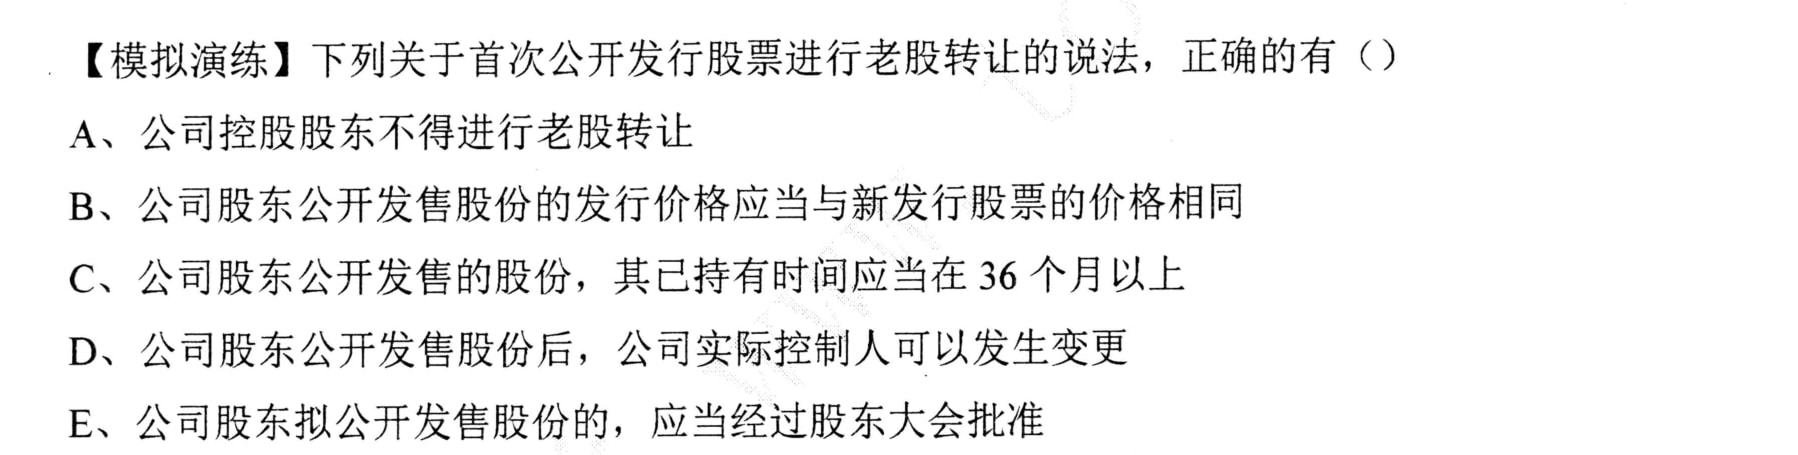 【模拟演练】下列关于首次公开发行股票进行老股转让的说法，正确的有（）
A、公司控股股东不得进行老股转让
B、公司股东公开发售股份的发行价格应当与新发行股票的价格相同
C、公司股东公开发售的股份，其已持有时间应当在 36 个月以上
D、公司股东公开发售股份后，公司实际控制人可以发生变更
E、公司股东拟公开发售股份的，应当经过股东大会批准